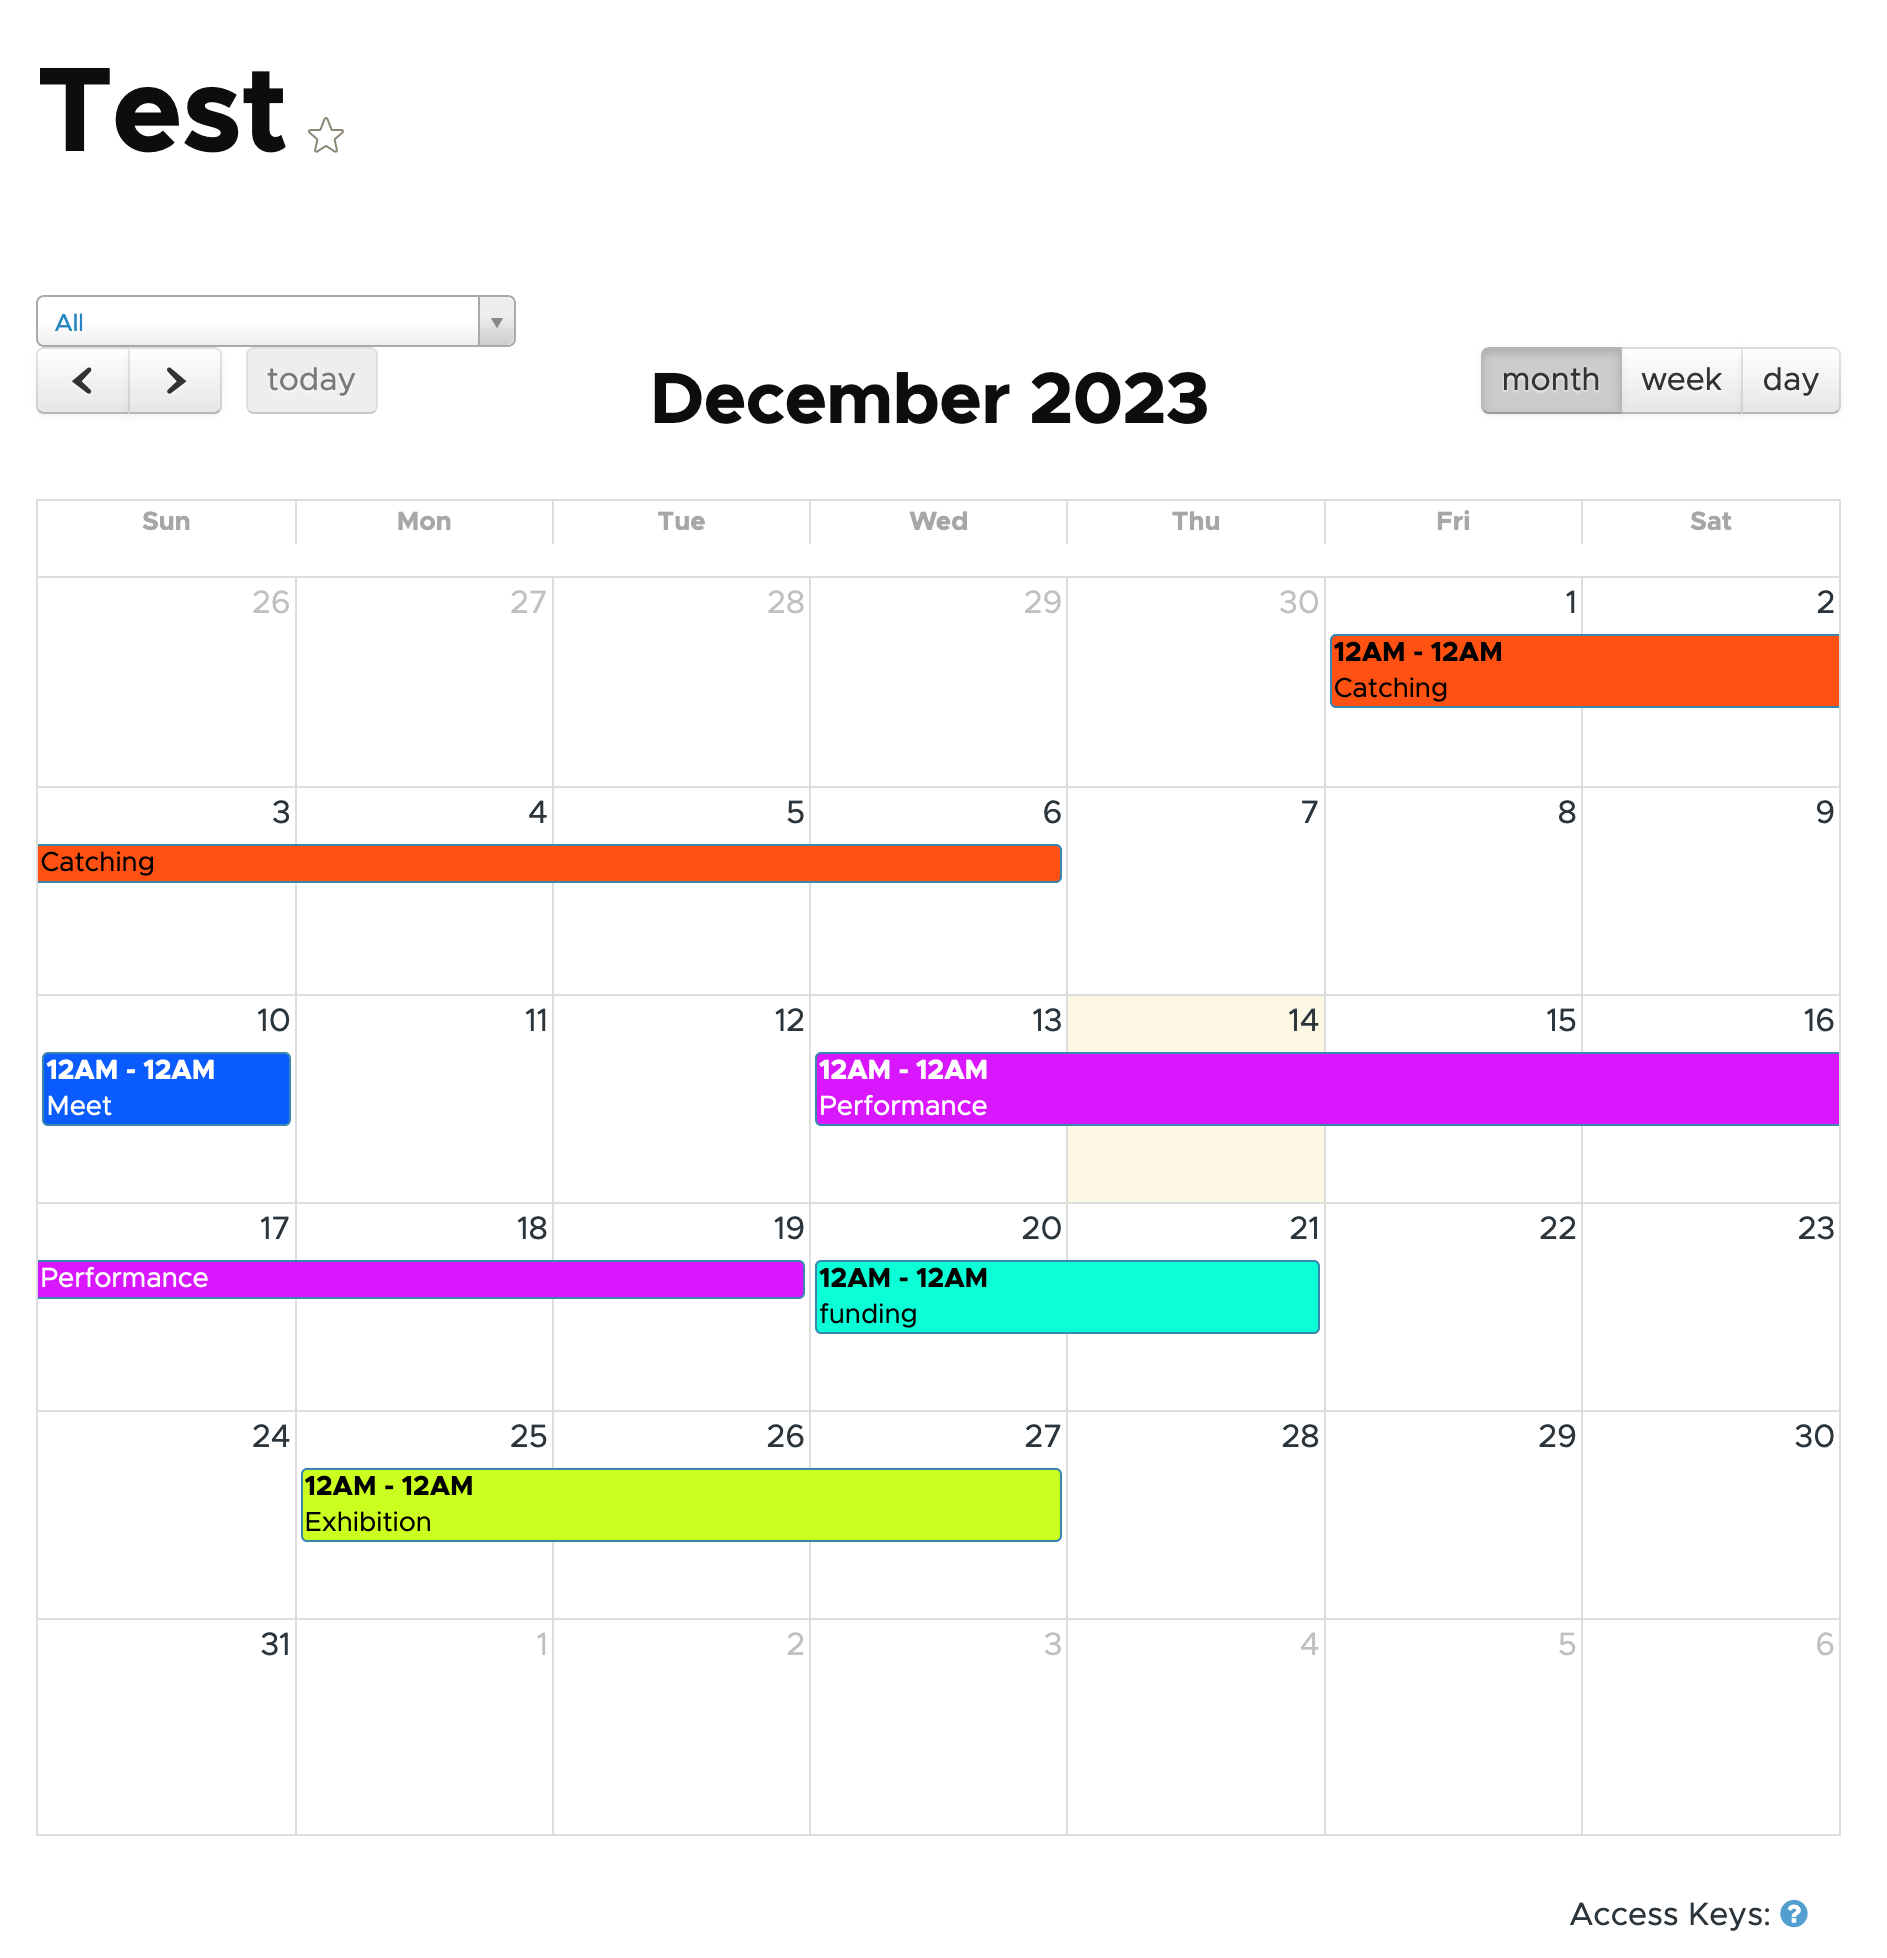 Test
All
today
December 2023
month week day
Sun Mon Tue Wed Thu Fri Sat
26 27 28 29 30 1 2
12AM - 12AM
Catching
3 4 5 6 7 8 9
Catching
10 11 12 13 14 15 16
12AM - 12AM 12AM - 12AM
Meet Performance
17 18 19 20 21 22 23
Performance 12AM - 12AM
funding
24 25 26 27 28 29 30
12AM - 12AM
Exhibition
31 1 2 3 4 5 6
Access Keys: ?